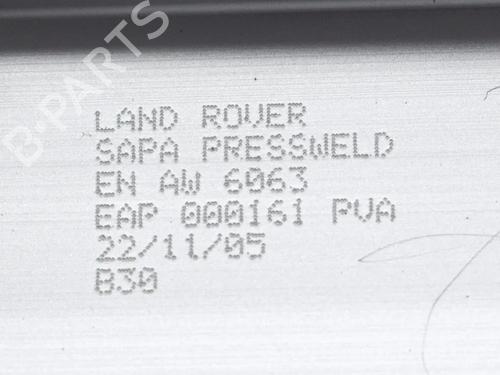 B-PARTS
LAND ROVER
SAPA PRESSWELD
EN AW 6063
EAP 000161 PVA
22/11/05
B30